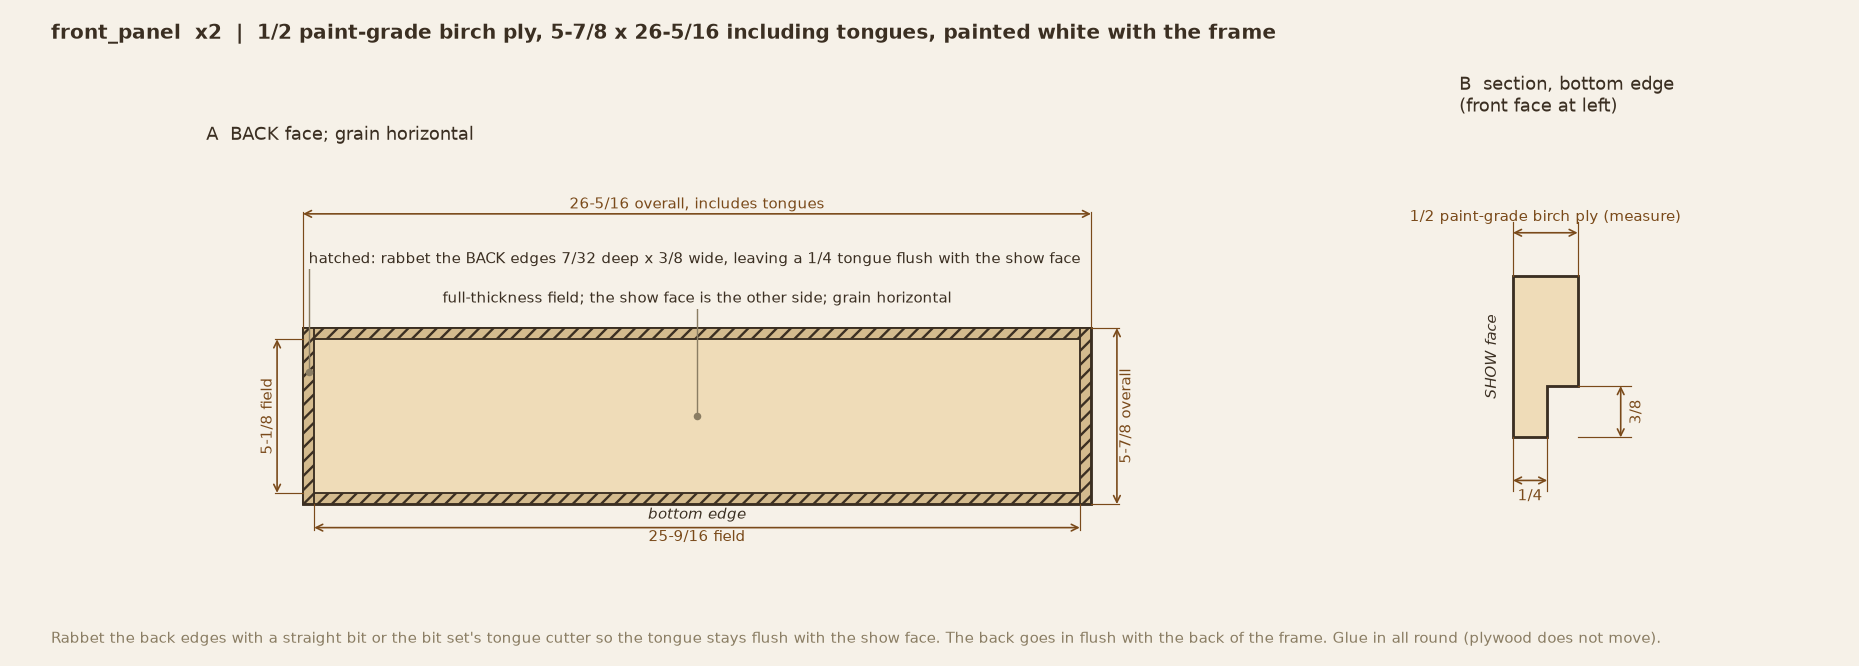 front_panel  x2  |  1/2 paint-grade birch ply, 5-7/8 x 26-5/16 including tongues, painted white with the frame
B  section, bottom edge
(front face at left)
A  BACK face; grain horizontal
26-5/16 overall, includes tongues
1/2 paint-grade birch ply (measure)
hatched: rabbet the BACK edges 7/32 deep x 3/8 wide, leaving a 1/4 tongue flush with the show face
full-thickness field; the show face is the other side; grain horizontal
5-1/8 field
5-7/8 overall
SHOW face
3/8
1/4
bottom edge
25-9/16 field
Rabbet the back edges with a straight bit or the bit set's tongue cutter so the tongue stays flush with the show face. The back goes in flush with the back of the frame. Glue in all round (plywood does not move).